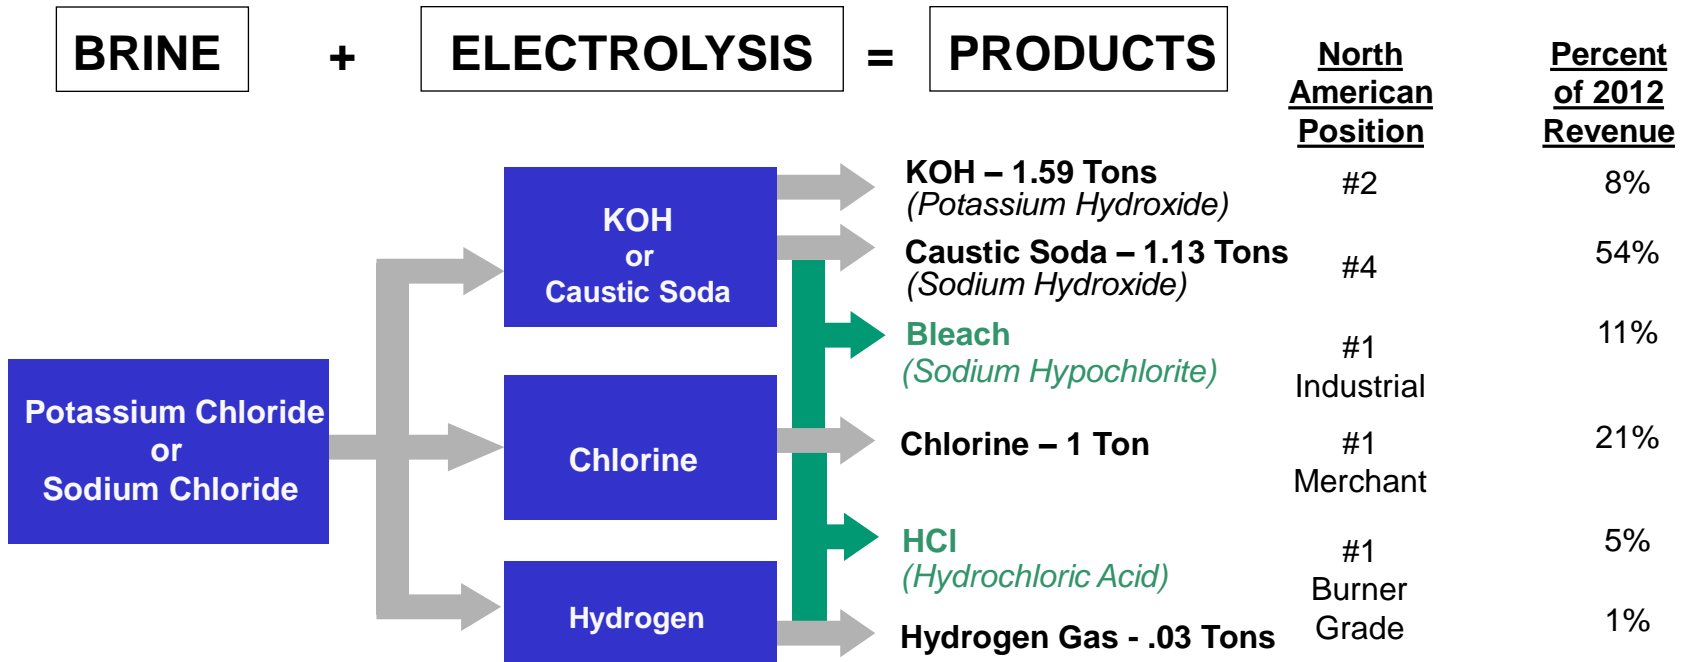 BRINE + ELECTROLYSIS = PRODUCTS
North
American
Position
Percent
of 2012
Revenue
Potassium Chloride
or
Sodium Chloride
KOH
or
Caustic Soda
Chlorine
Hydrogen
KOH – 1.59 Tons
(Potassium Hydroxide)
#2
8%
Caustic Soda – 1.13 Tons
(Sodium Hydroxide)
#4
54%
Bleach
(Sodium Hypochlorite)
#1
Industrial
11%
Chlorine – 1 Ton
#1
Merchant
21%
HCl
(Hydrochloric Acid)
#1
Burner
Grade
5%
Hydrogen Gas - .03 Tons
1%